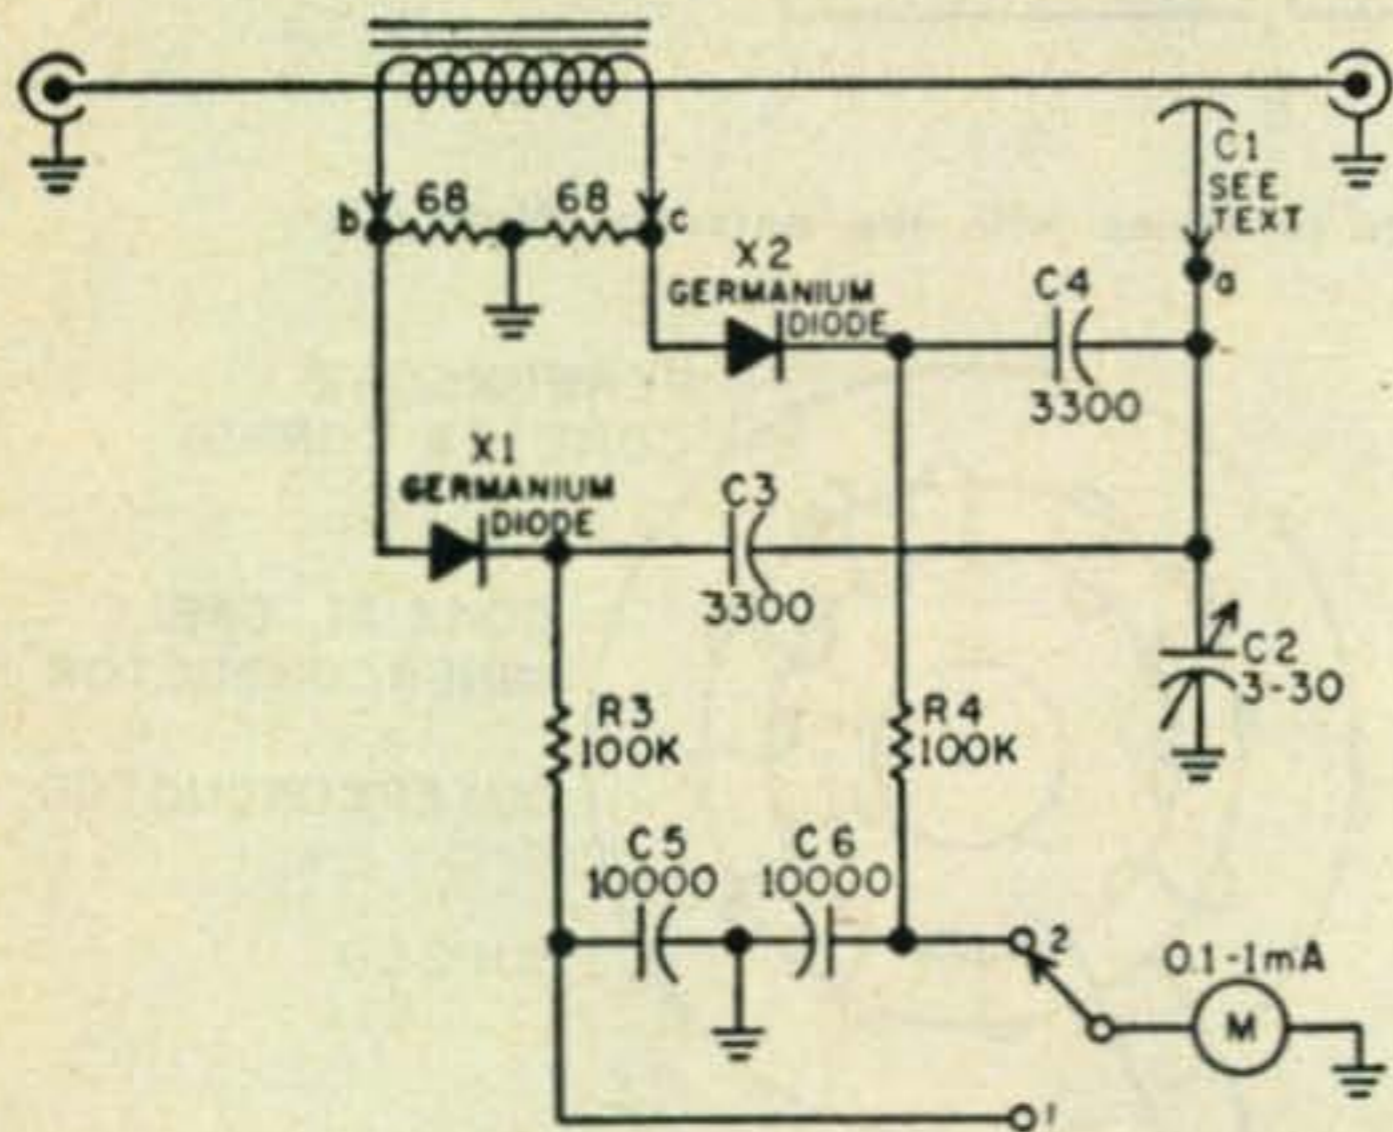 C1
SEE
TEXT
b 68 68 c
X2
GERMANIUM
DIODE
C4
a
3300
X1
GERMANIUM
DIODE
C3
3300
C2
3-30
R3
100K
R4
100K
C5
10000
C6
10000
2
0.1-1mA
M
1